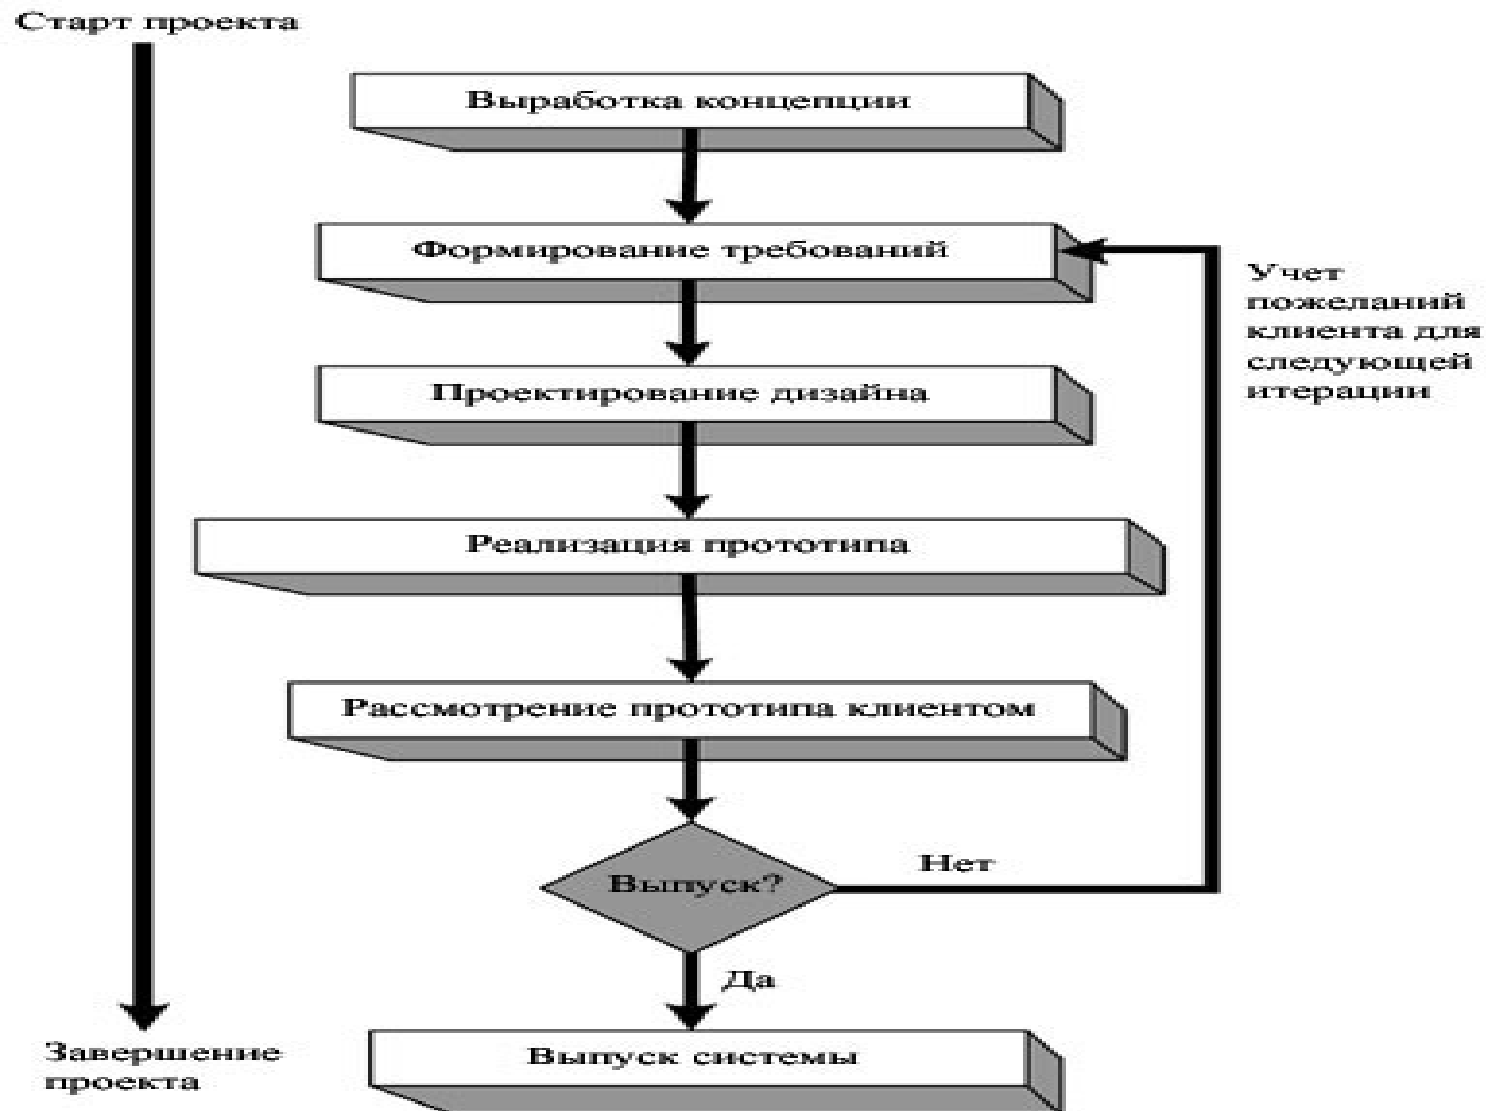 Старт проекта
Выработка концепции
Формирование требований
Учет
пожеланий
клиента для
следующей
итерации
Проектирование дизайна
Реализация прототипа
Рассмотрение прототипа клиентом
Выпуск?
Нет
Да
Завершение
проекта
Выпуск системы